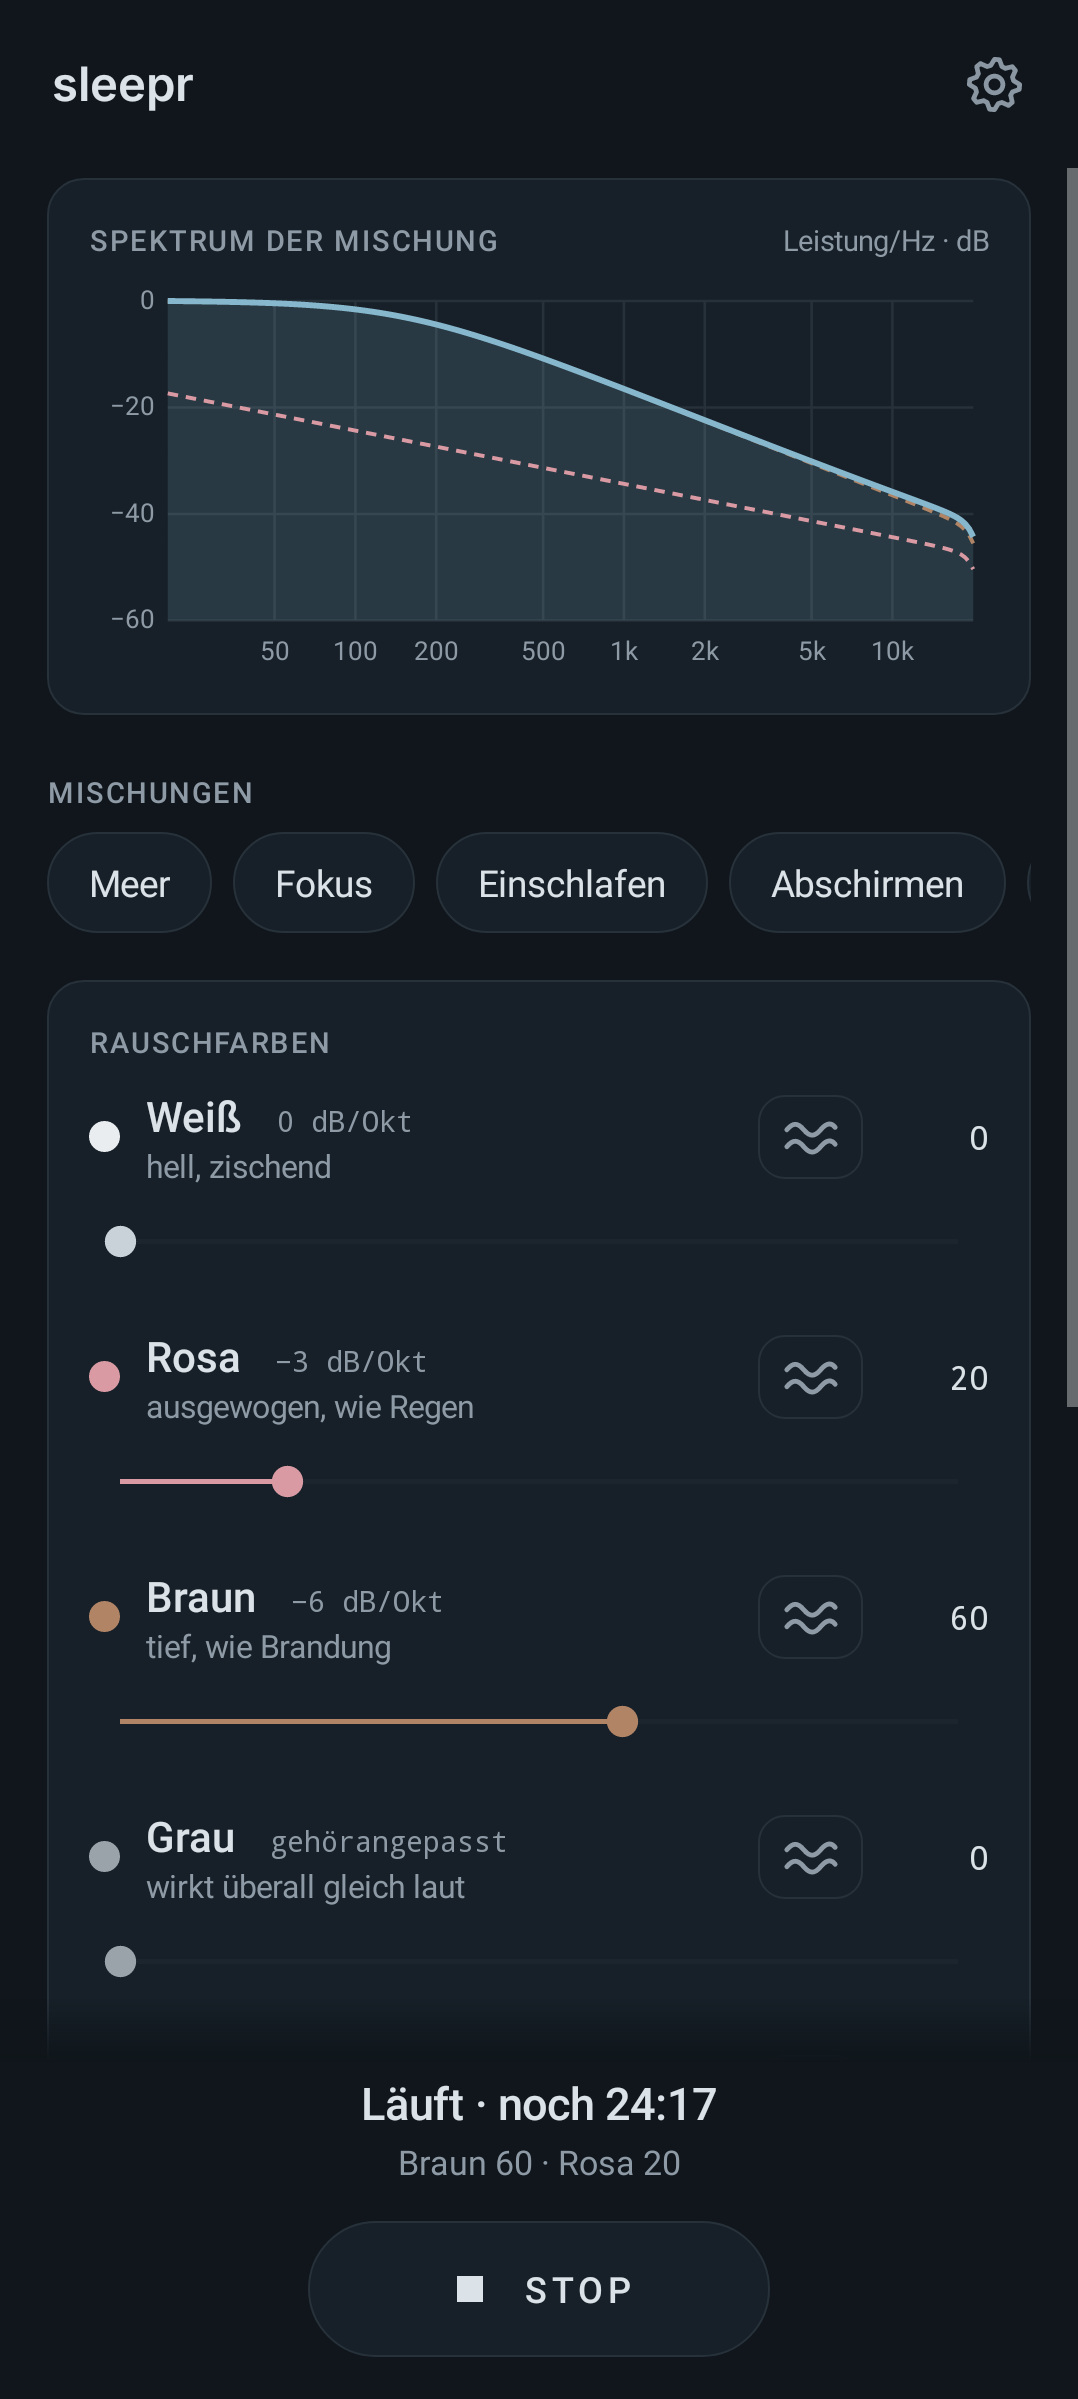 sleepr
SPEKTRUM DER MISCHUNG Leistung/Hz · dB
0
−20
−40
−60
50 100 200 500 1k 2k 5k 10k
MISCHUNGEN
Meer Fokus Einschlafen Abschirmen
RAUSCHFARBEN
Weiß 0 dB/Okt 0
hell, zischend
Rosa −3 dB/Okt 20
ausgewogen, wie Regen
Braun −6 dB/Okt 60
tief, wie Brandung
Grau gehörangepasst 0
wirkt überall gleich laut
Läuft · noch 24:17
Braun 60 · Rosa 20
STOP